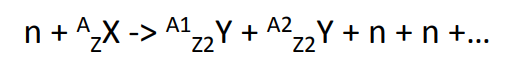 n + ᴬ_ZX -> ᴬ¹_Z2Y + ᴬ²_Z2Y + n + n +...